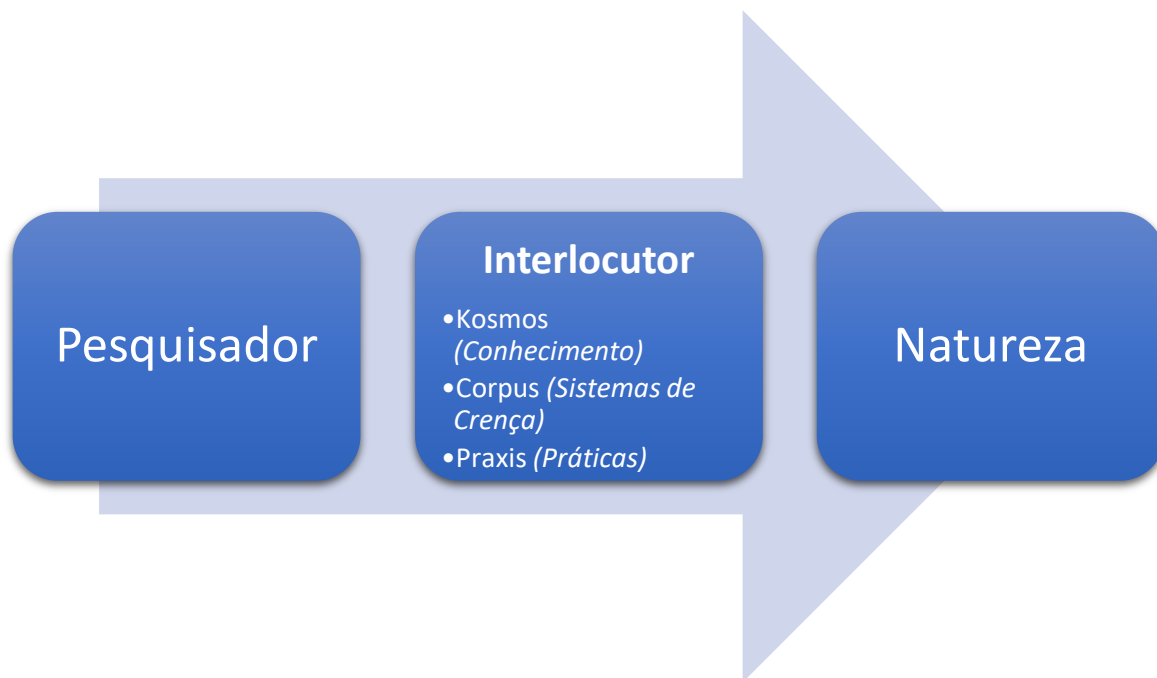 Pesquisador
Interlocutor
•Kosmos
(Conhecimento)
•Corpus (Sistemas de
Crença)
•Praxis (Práticas)
Natureza